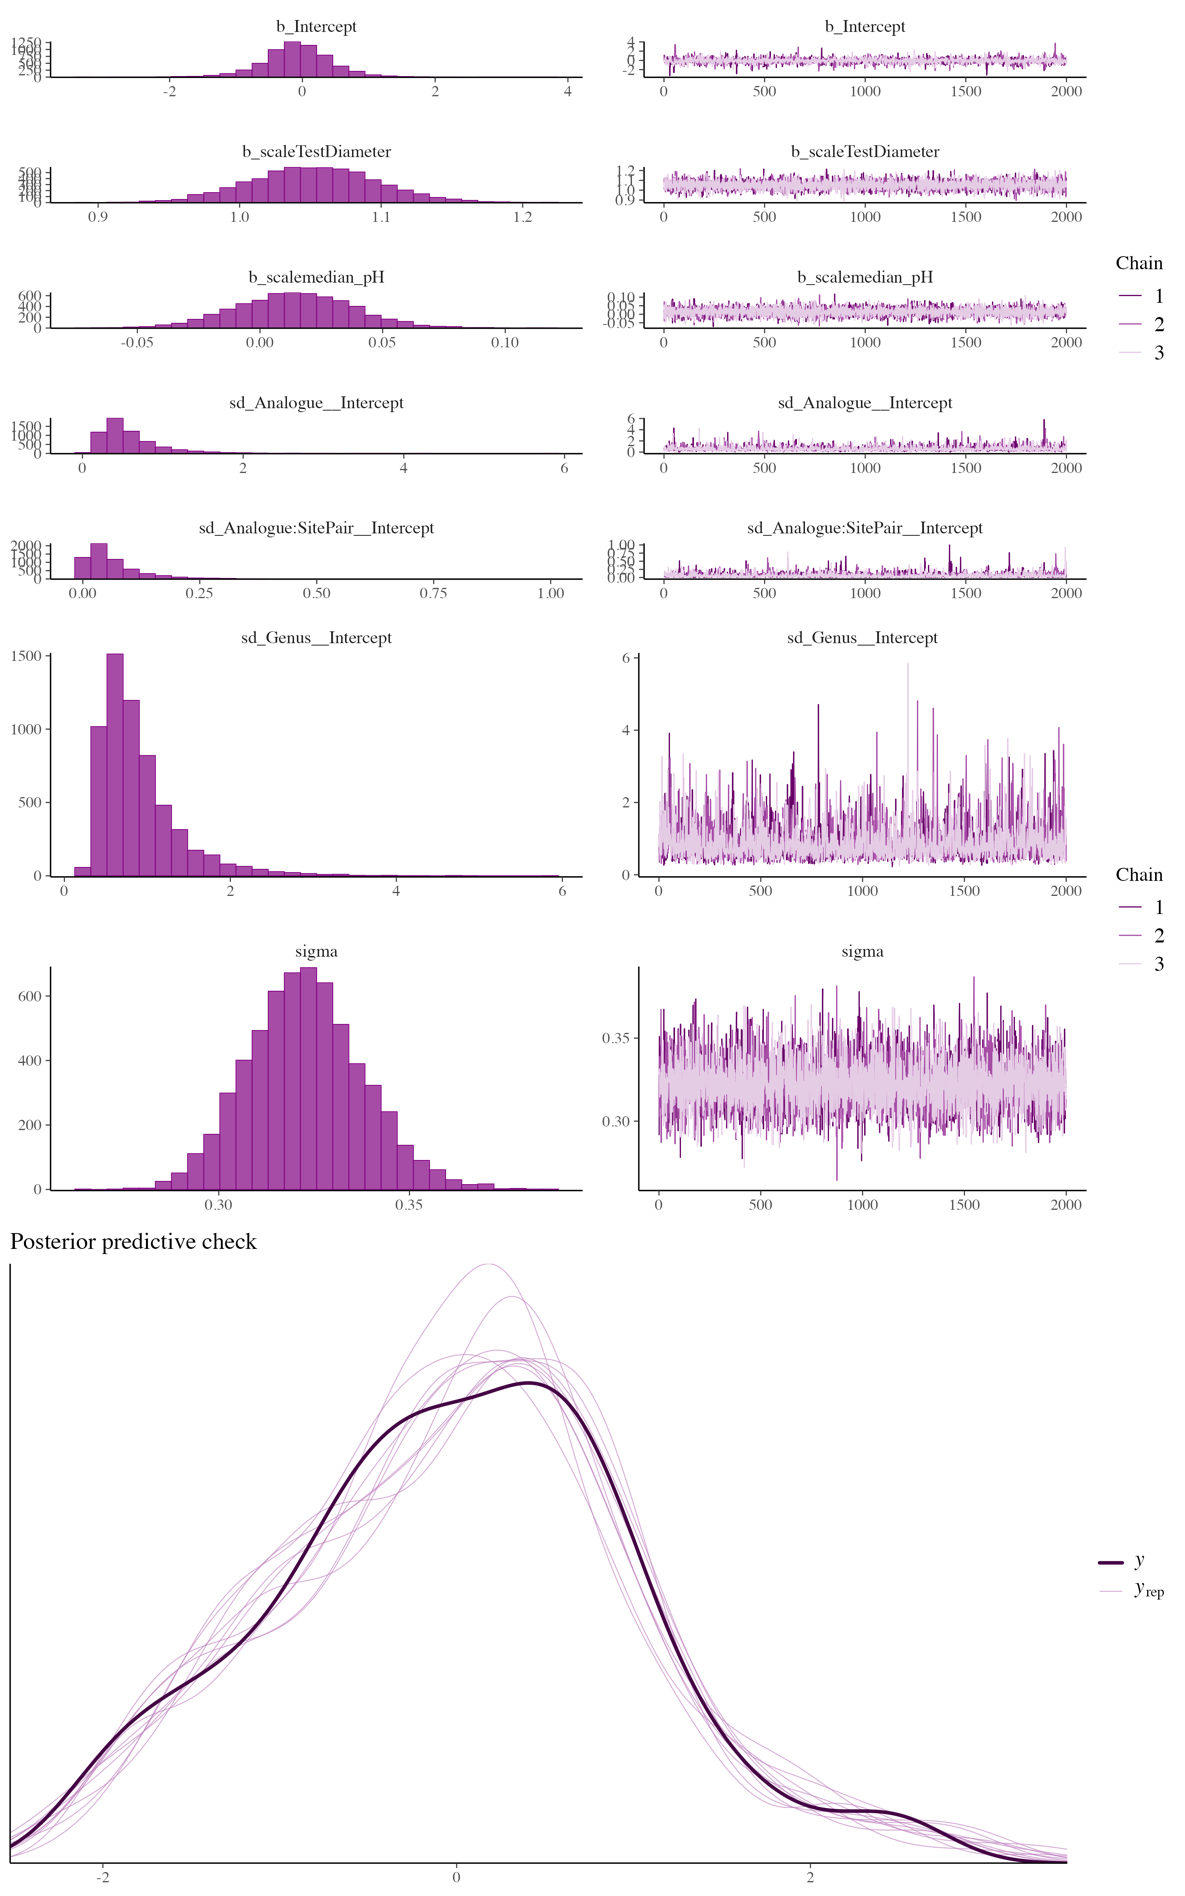 b_Intercept
b_Intercept
1250
1000
750
500
250
0
-2 0 2 4
4
2
0
-2
0 500 1000 1500 2000
b_scaleTestDiameter
b_scaleTestDiameter
500
400
300
200
100
0
0.9 1.0 1.1 1.2
1.2
1.1
1.0
0.9
0 500 1000 1500 2000
b_scalemedian_pH
b_scalemedian_pH
600
400
200
0
-0.05 0.00 0.05 0.10
0.10
0.05
0.00
-0.05
0 500 1000 1500 2000
Chain
1
2
3
sd_Analogue__Intercept
sd_Analogue__Intercept
1500
1000
500
0
0 2 4 6
6
4
2
0
0 500 1000 1500 2000
sd_Analogue:SitePair__Intercept
sd_Analogue:SitePair__Intercept
2000
1500
1000
500
0
0.00 0.25 0.50 0.75 1.00
1.00
0.75
0.50
0.25
0.00
0 500 1000 1500 2000
sd_Genus__Intercept
sd_Genus__Intercept
1500
1000
500
0
0 2 4 6
6
4
2
0
0 500 1000 1500 2000
Chain
1
2
3
sigma
sigma
600
400
200
0
0.30 0.35
0.35
0.30
0 500 1000 1500 2000
Posterior predictive check
y
y rep
-2 0 2